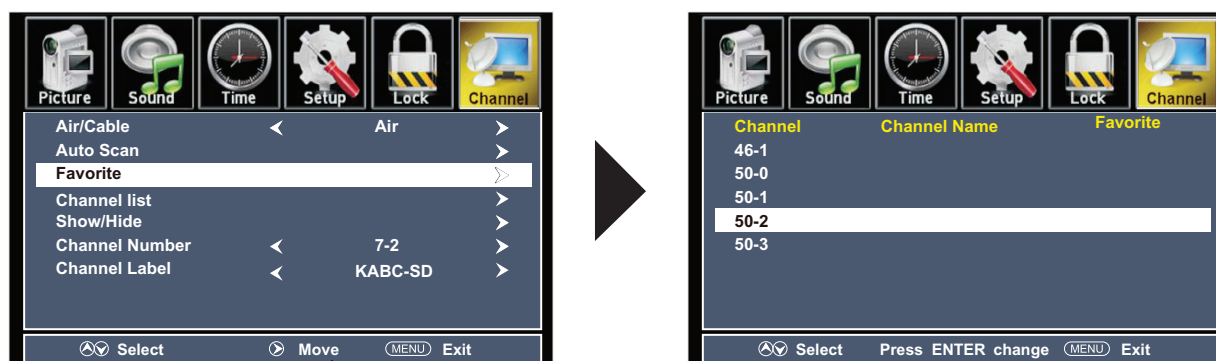 Picture Sound Time Setup Lock Channel
Air/Cable Air
Auto Scan
Favorite
Channel list
Show/Hide
Channel Number 7-2
Channel Label KABC-SD
Select Move MENU Exit
Picture Sound Time Setup Lock Channel
Channel Channel Name Favorite
46-1
50-0
50-1
50-2
50-3
Select Press ENTER change MENU Exit